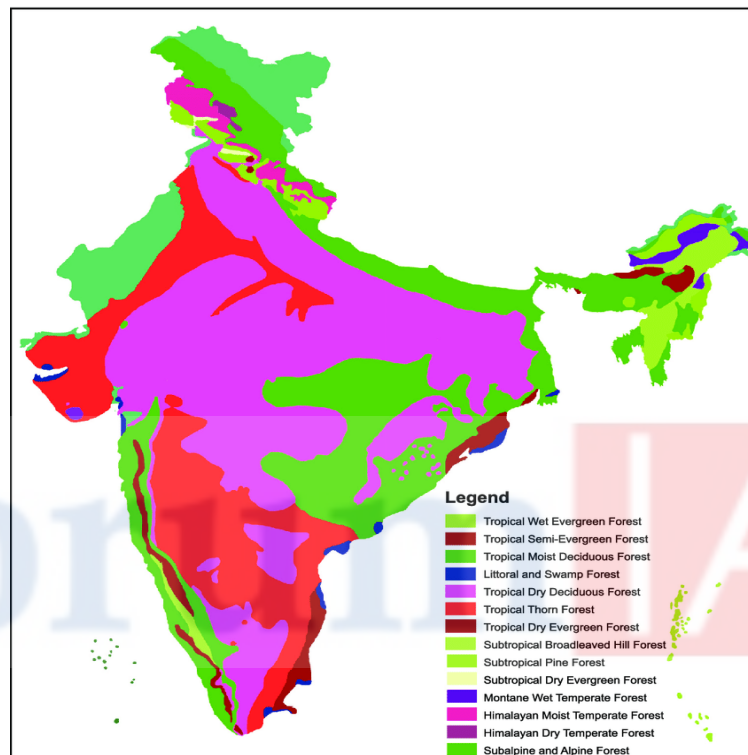 orum IA
Legend
Tropical Wet Evergreen Forest
Tropical Semi-Evergreen Forest
Tropical Moist Deciduous Forest
Littoral and Swamp Forest
Tropical Dry Deciduous Forest
Tropical Thorn Forest
Tropical Dry Evergreen Forest
Subtropical Broadleaved Hill Forest
Subtropical Pine Forest
Subtropical Dry Evergreen Forest
Montane Wet Temperate Forest
Himalayan Moist Temperate Forest
Himalayan Dry Temperate Forest
Subalpine and Alpine Forest